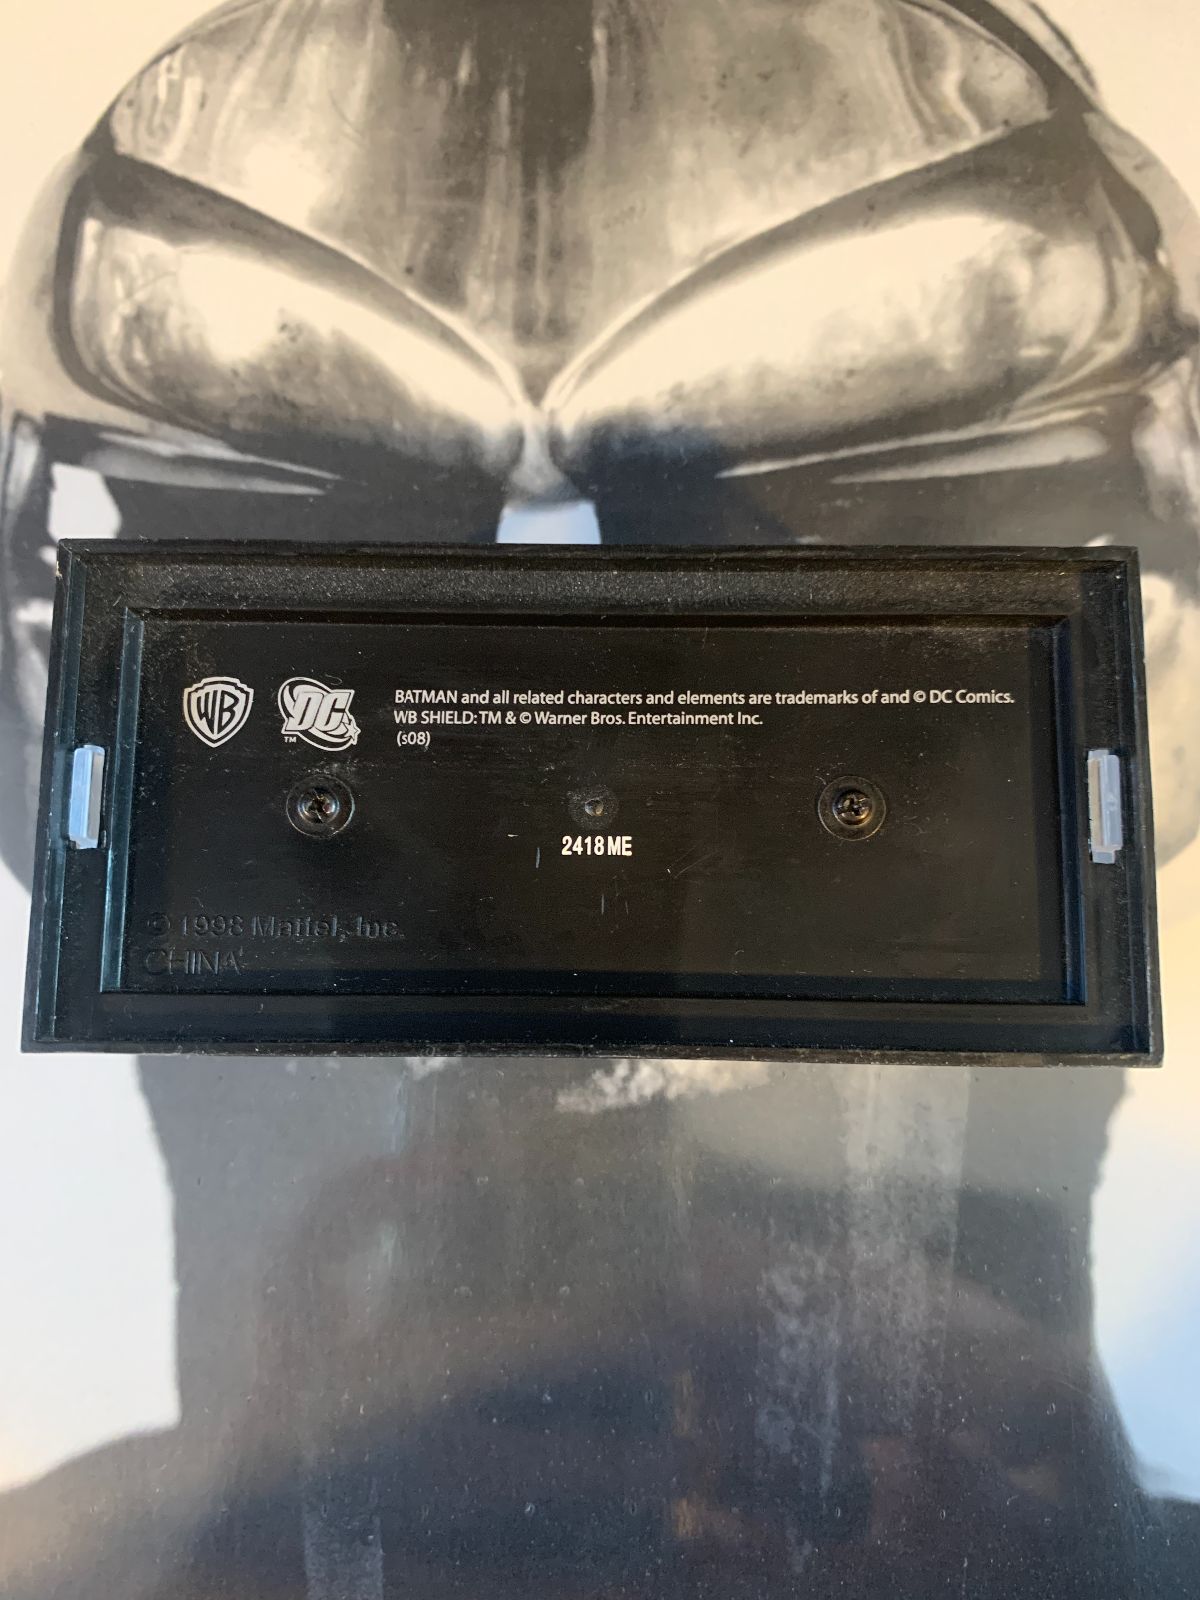 WB
DC
TM
BATMAN and all related characters and elements are trademarks of and © DC Comics.
WB SHIELD: TM & © Warner Bros. Entertainment Inc.
(s08)
2418 ME
© 1998 Mattel, Inc.
CHINA